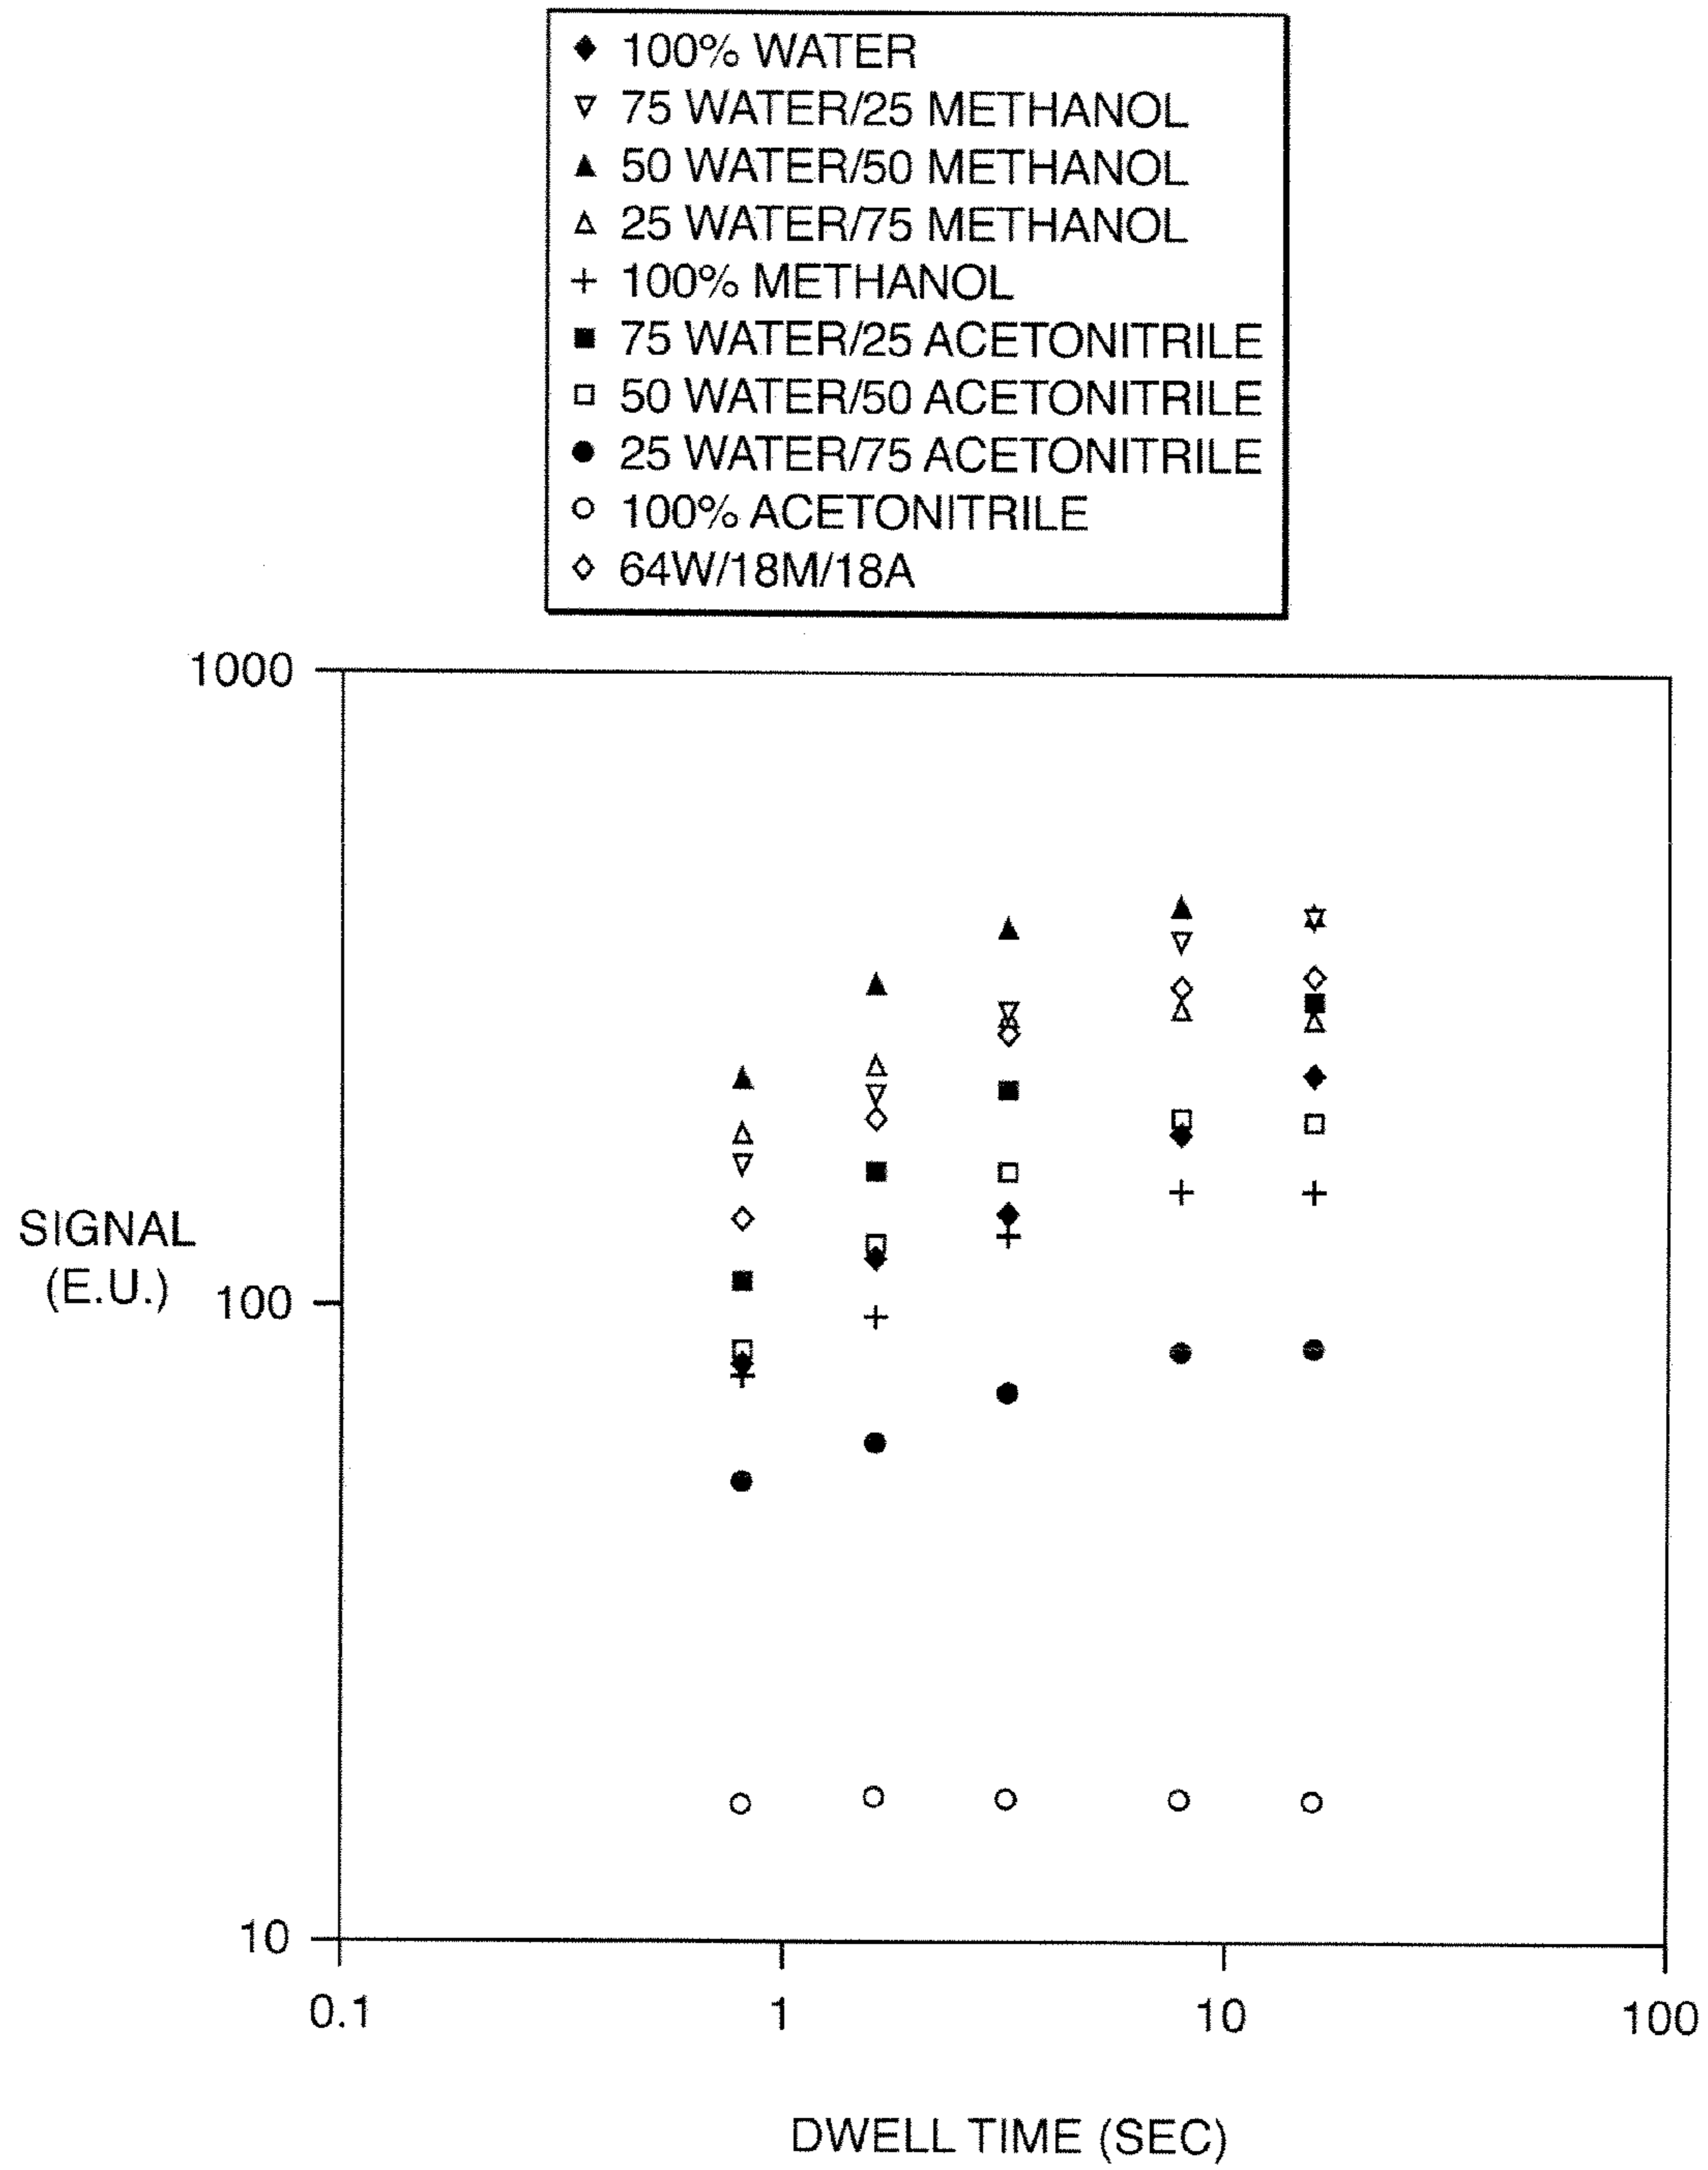 100% WATER
75 WATER/25 METHANOL
50 WATER/50 METHANOL
25 WATER/75 METHANOL
100% METHANOL
75 WATER/25 ACETONITRILE
50 WATER/50 ACETONITRILE
25 WATER/75 ACETONITRILE
100% ACETONITRILE
64W/18M/18A
1000
SIGNAL
(E.U.)
100
10
0.1
1
10
100
DWELL TIME (SEC)